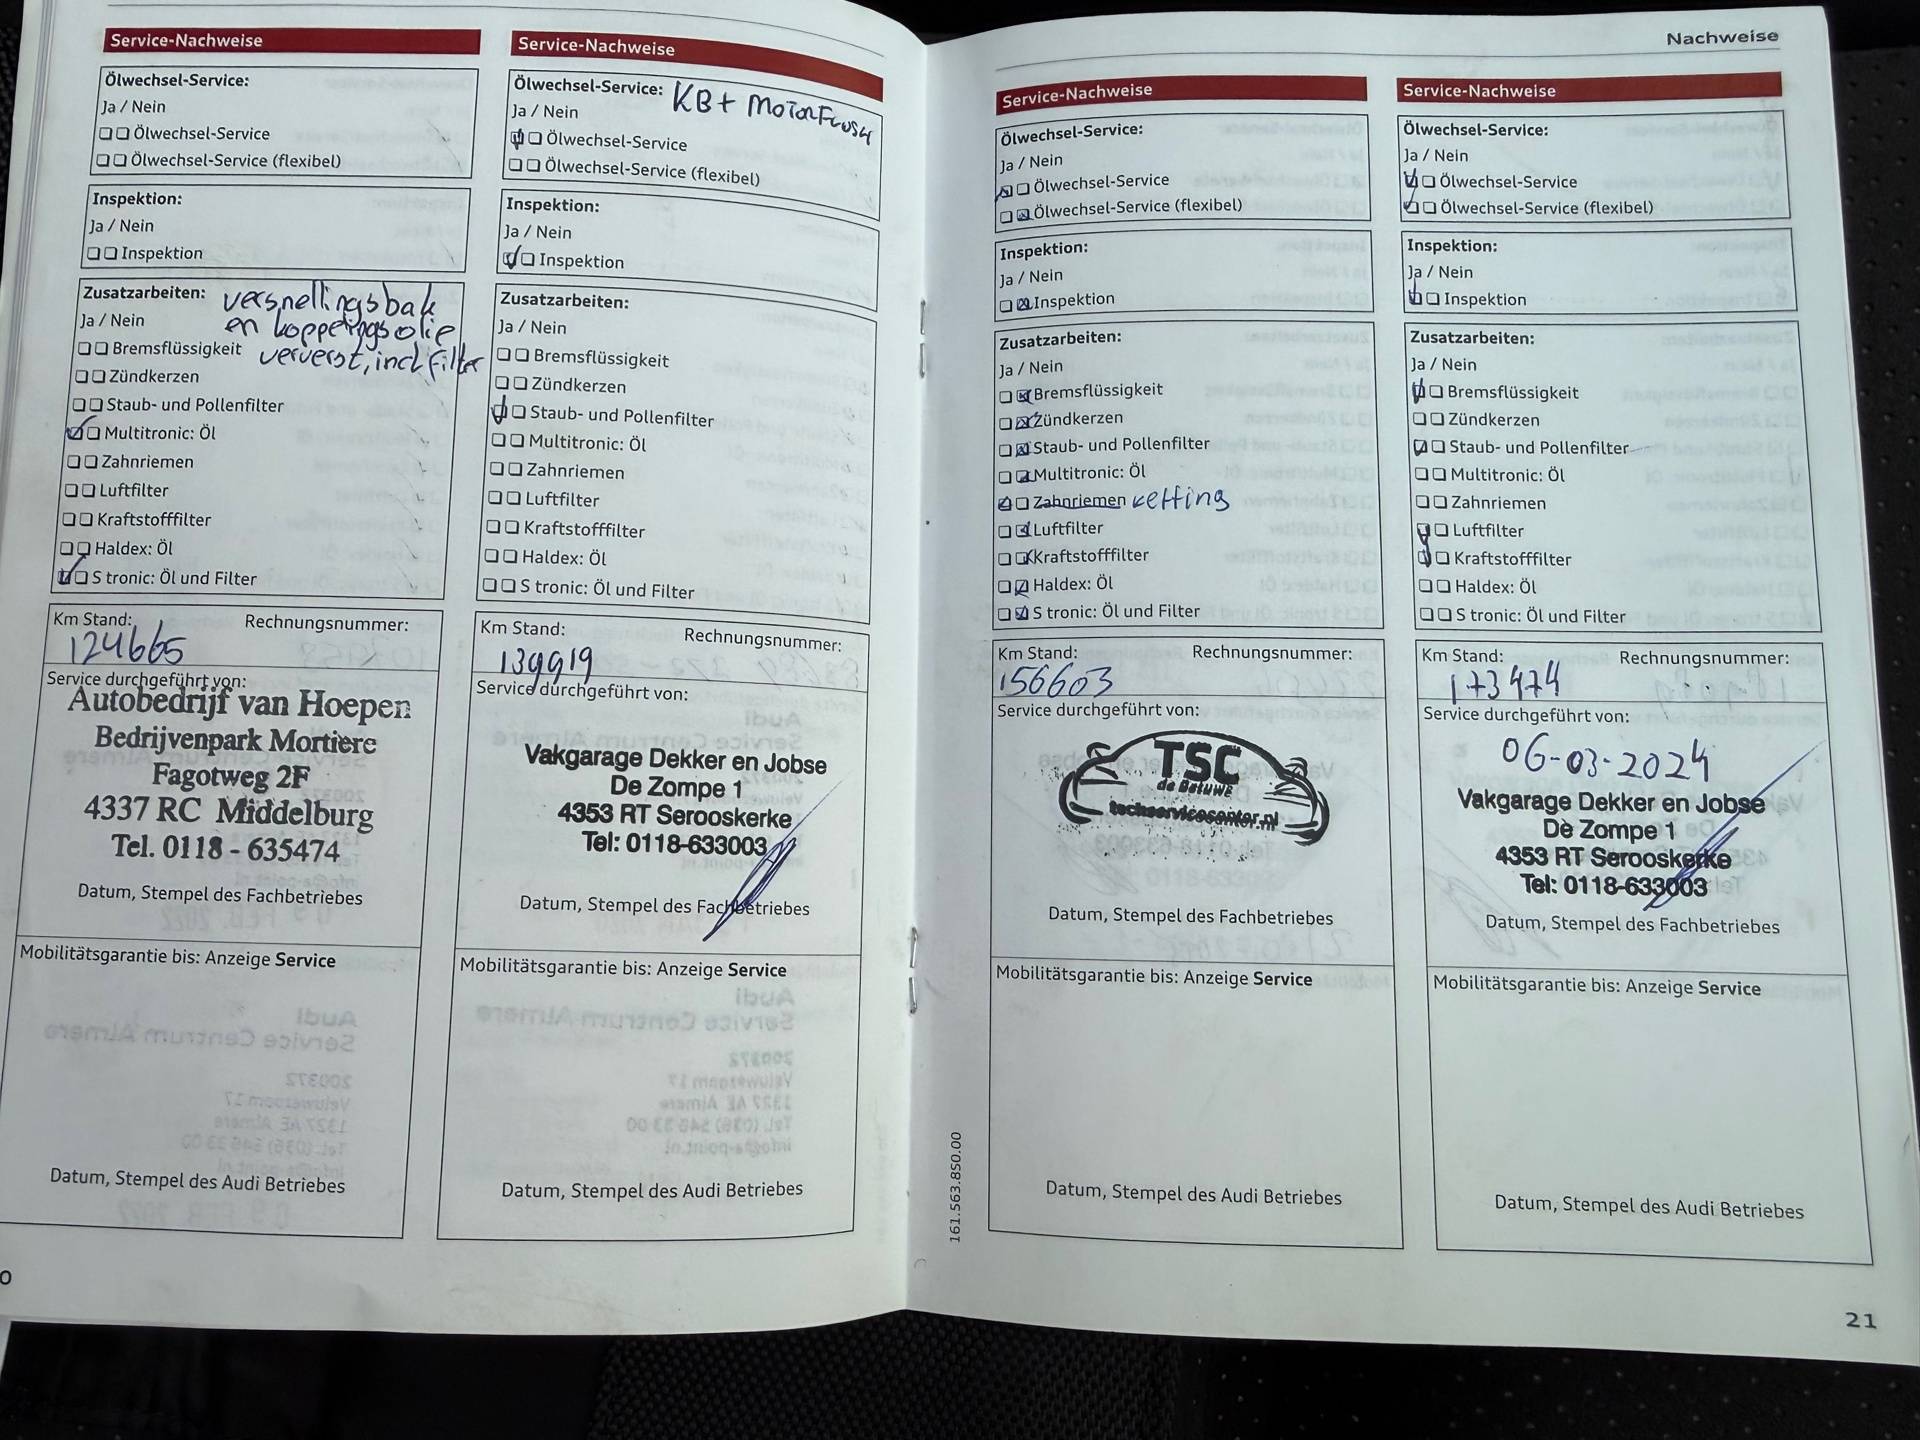 Service-Nachweise
Ölwechsel-Service:
Ja / Nein
Ölwechsel-Service
Ölwechsel-Service (flexibel)
Inspektion:
Ja / Nein
Inspektion
Zusatzarbeiten: versnellingsbak
Ja / Nein en koppelingsolie
Bremsflüssigkeit ververst, incl Filter
Zündkerzen
Staub- und Pollenfilter
Multitronic: Öl
Zahnriemen
Luftfilter
Kraftstofffilter
Haldex: Öl
S tronic: Öl und Filter
Km Stand: Rechnungsnummer:
124665
Service durchgeführt von:
Autobedrijf van Hoepen
Bedrijvenpark Mortiere
Fagotweg 2F
4337 RC Middelburg
Tel. 0118 - 635474
Datum, Stempel des Fachbetriebes
Mobilitätsgarantie bis: Anzeige Service
Datum, Stempel des Audi Betriebes
Service-Nachweise
Ölwechsel-Service: KB + Motorflush
Ja / Nein
Ölwechsel-Service
Ölwechsel-Service (flexibel)
Inspektion:
Ja / Nein
Inspektion
Zusatzarbeiten:
Ja / Nein
Bremsflüssigkeit
Zündkerzen
Staub- und Pollenfilter
Multitronic: Öl
Zahnriemen
Luftfilter
Kraftstofffilter
Haldex: Öl
S tronic: Öl und Filter
Km Stand: Rechnungsnummer:
139919
Service durchgeführt von:
Vakgarage Dekker en Jobse
De Zompe 1
4353 RT Serooskerke
Tel: 0118-633003
Datum, Stempel des Fachbetriebes
Mobilitätsgarantie bis: Anzeige Service
Datum, Stempel des Audi Betriebes
161.563.850.00
Nachweise
Service-Nachweise
Ölwechsel-Service:
Ja / Nein
Ölwechsel-Service
Ölwechsel-Service (flexibel)
Inspektion:
Ja / Nein
Inspektion
Zusatzarbeiten:
Ja / Nein
Bremsflüssigkeit
Zündkerzen
Staub- und Pollenfilter
Multitronic: Öl
Zahnriemen ketting
Luftfilter
Kraftstofffilter
Haldex: Öl
S tronic: Öl und Filter
Km Stand: Rechnungsnummer:
156603
Service durchgeführt von:
TSC
de Betuwe
techservicecenter.nl
Datum, Stempel des Fachbetriebes
Mobilitätsgarantie bis: Anzeige Service
Datum, Stempel des Audi Betriebes
Service-Nachweise
Ölwechsel-Service:
Ja / Nein
Ölwechsel-Service
Ölwechsel-Service (flexibel)
Inspektion:
Ja / Nein
Inspektion
Zusatzarbeiten:
Ja / Nein
Bremsflüssigkeit
Zündkerzen
Staub- und Pollenfilter
Multitronic: Öl
Zahnriemen
Luftfilter
Kraftstofffilter
Haldex: Öl
S tronic: Öl und Filter
Km Stand: Rechnungsnummer:
173474
Service durchgeführt von:
06-03-2024
Vakgarage Dekker en Jobse
De Zompe 1
4353 RT Serooskerke
Tel: 0118-633003
Datum, Stempel des Fachbetriebes
Mobilitätsgarantie bis: Anzeige Service
Datum, Stempel des Audi Betriebes
21